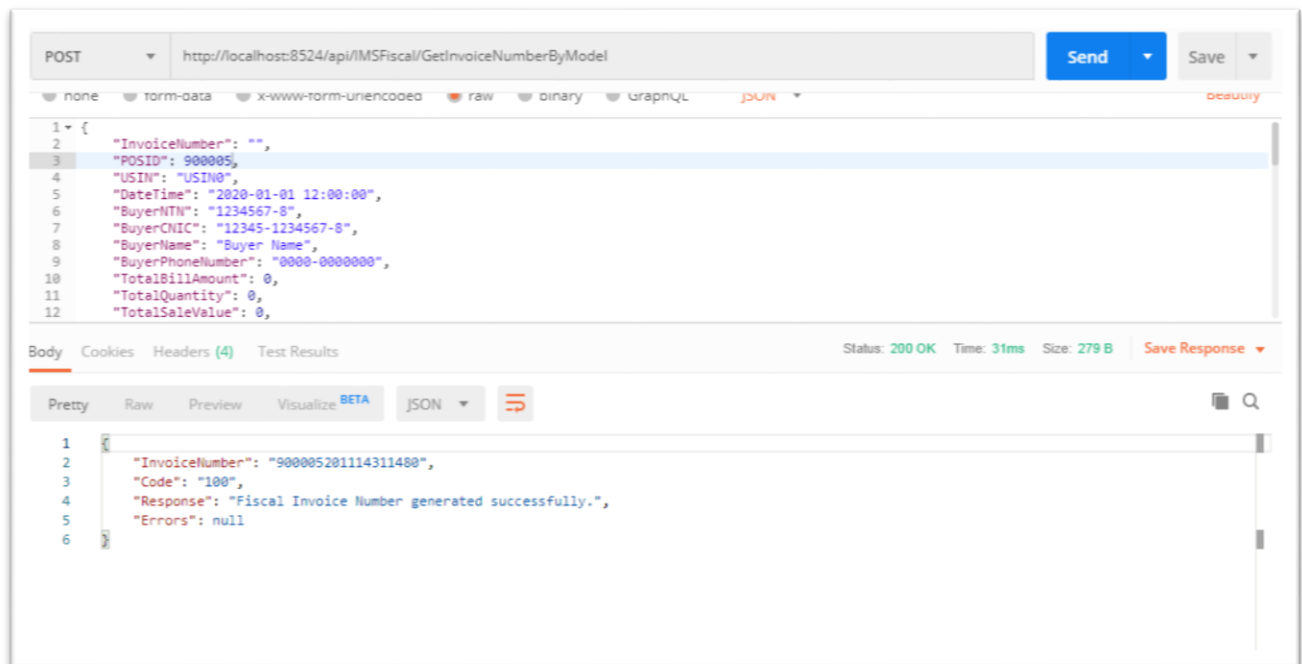 POST http://localhost:8524/api/IMSFiscal/GetInvoiceNumberByModel Send Save
none form-data x-www-form-urlencoded raw binary GraphQL JSON Beautify
1 {
2 "InvoiceNumber": "",
3 "POSID": 900005,
4 "USIN": "USIN0",
5 "DateTime": "2020-01-01 12:00:00",
6 "BuyerNTN": "1234567-8",
7 "BuyerCNIC": "12345-1234567-8",
8 "BuyerName": "Buyer Name",
9 "BuyerPhoneNumber": "0000-0000000",
10 "TotalBillAmount": 0,
11 "TotalQuantity": 0,
12 "TotalSaleValue": 0,
Body Cookies Headers (4) Test Results Status: 200 OK Time: 31ms Size: 279 B Save Response
Pretty Raw Preview Visualize BETA JSON
1 {
2 "InvoiceNumber": "900005201114311480",
3 "Code": "100",
4 "Response": "Fiscal Invoice Number generated successfully.",
5 "Errors": null
6 }